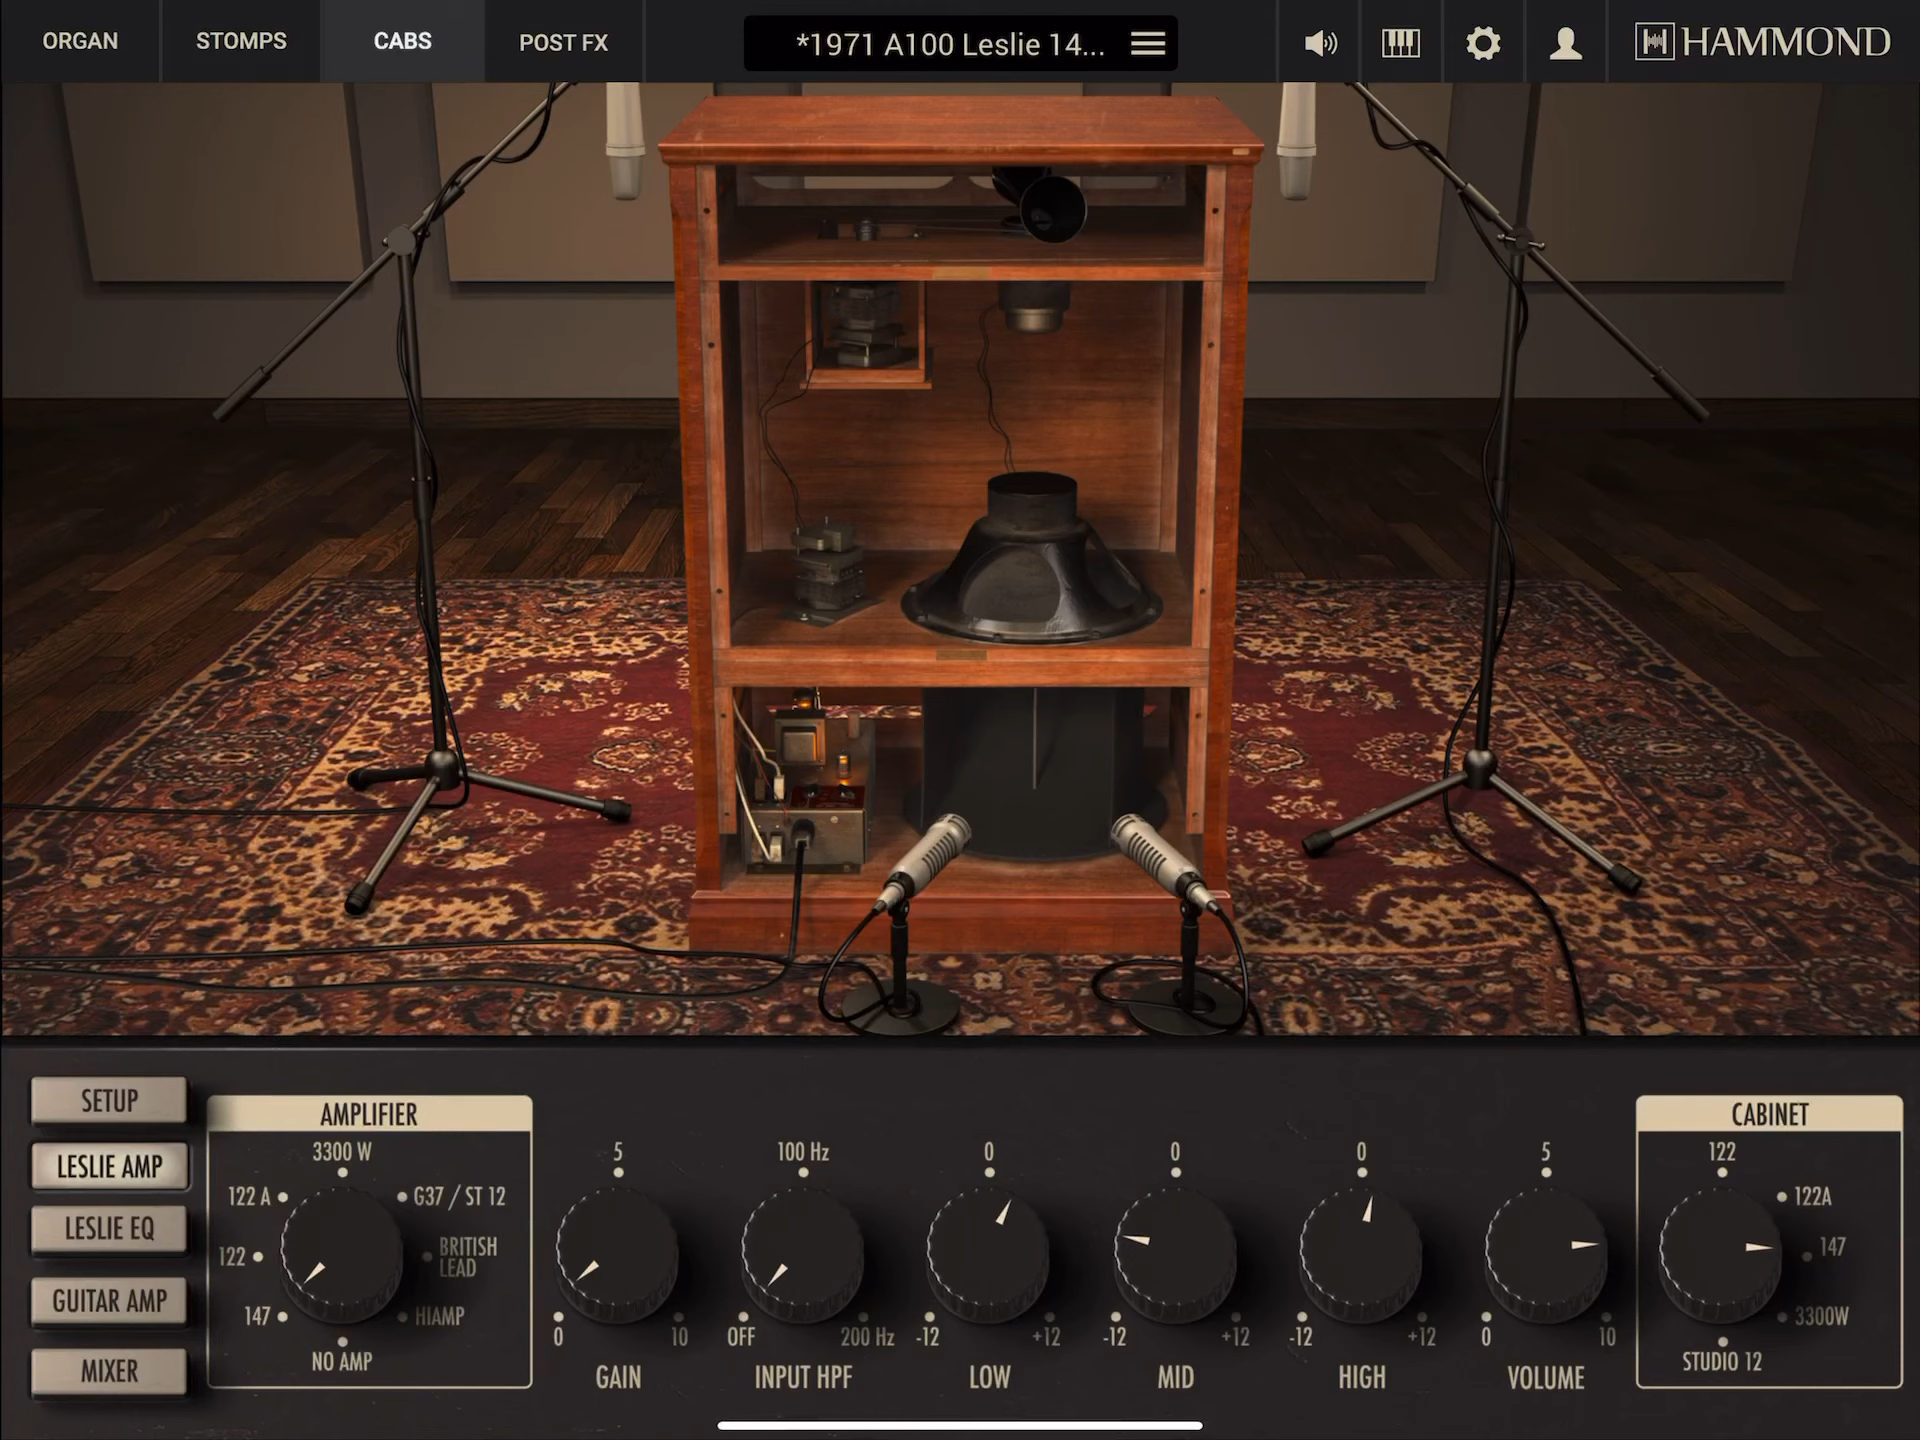 ORGAN
STOMPS
CABS
POST FX
*1971 A100 Leslie 14...
HAMMOND
SETUP
LESLIE AMP
LESLIE EQ
GUITAR AMP
MIXER
AMPLIFIER
3300 W
122 A
G37 / ST 12
122
BRITISH
LEAD
147
HIAMP
NO AMP
5
0
10
GAIN
100 Hz
OFF
200 Hz
INPUT HPF
0
-12
+12
LOW
0
-12
+12
MID
0
-12
+12
HIGH
5
0
10
VOLUME
CABINET
122
122A
147
3300W
STUDIO 12